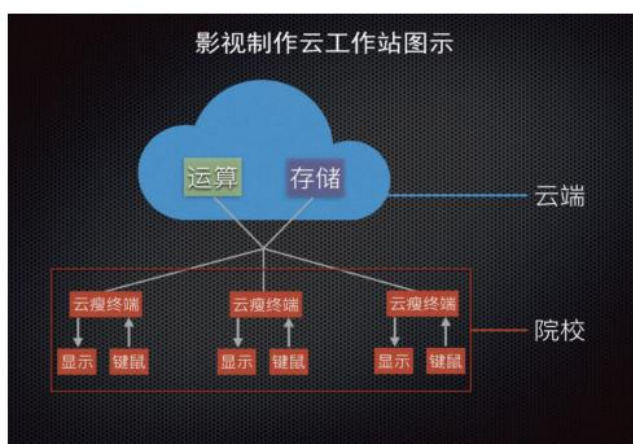 影视制作云工作站图示
运算
存储
云端
云瘦终端
云瘦终端
云瘦终端
院校
显示
键鼠
显示
键鼠
显示
键鼠